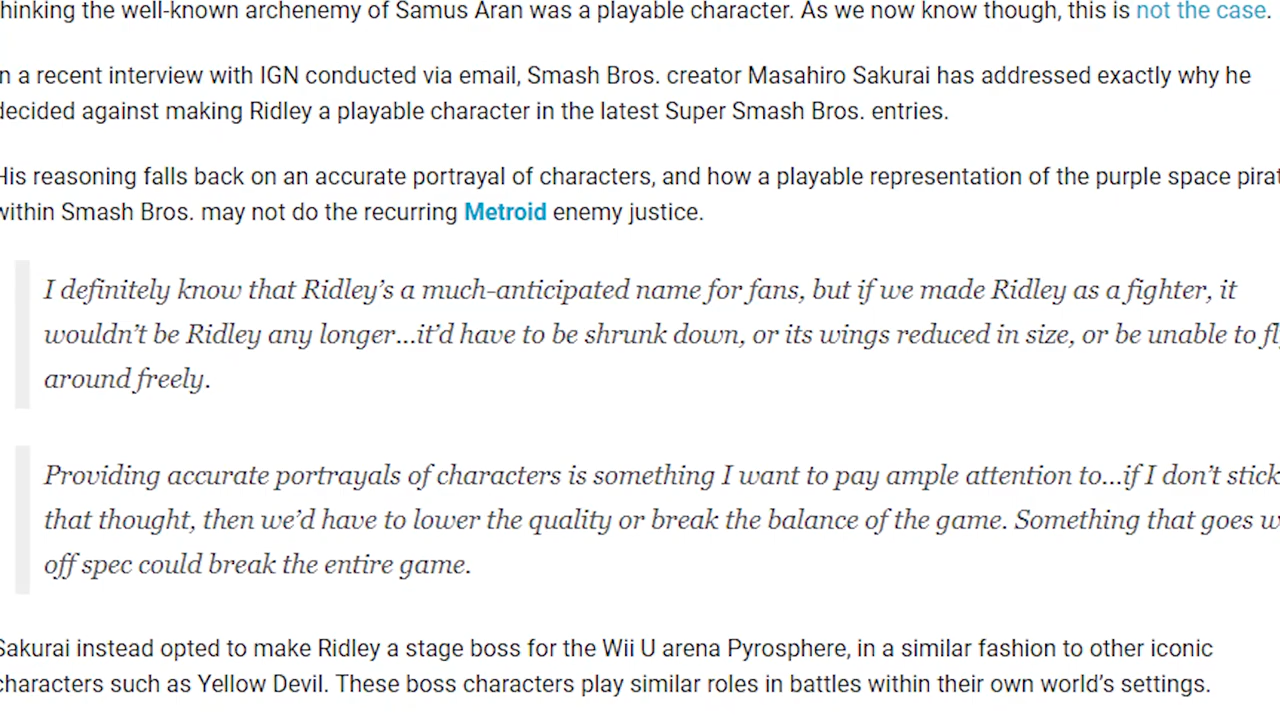 hinking the well-known archenemy of Samus Aran was a playable character. As we now know though, this is not the case.
n a recent interview with IGN conducted via email, Smash Bros. creator Masahiro Sakurai has addressed exactly why he
decided against making Ridley a playable character in the latest Super Smash Bros. entries.
His reasoning falls back on an accurate portrayal of characters, and how a playable representation of the purple space pirat
within Smash Bros. may not do the recurring Metroid enemy justice.
I definitely know that Ridley's a much-anticipated name for fans, but if we made Ridley as a fighter, it
wouldn't be Ridley any longer...it'd have to be shrunk down, or its wings reduced in size, or be unable to fly
around freely.
Providing accurate portrayals of characters is something I want to pay ample attention to...if I don't stick
that thought, then we'd have to lower the quality or break the balance of the game. Something that goes w
off spec could break the entire game.
Sakurai instead opted to make Ridley a stage boss for the Wii U arena Pyrosphere, in a similar fashion to other iconic
characters such as Yellow Devil. These boss characters play similar roles in battles within their own world's settings.